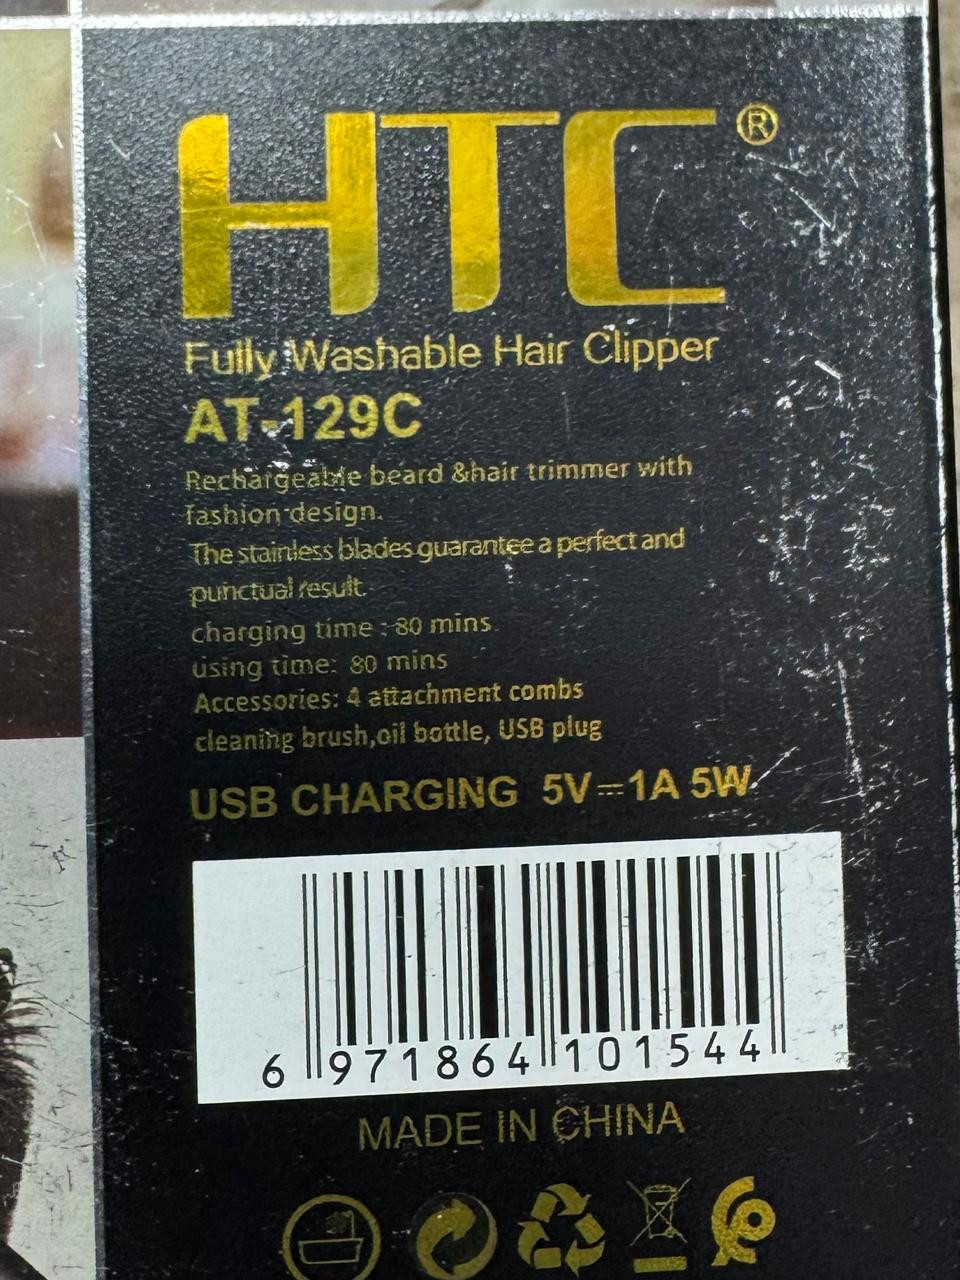 HTC®
Fully Washable Hair Clipper
AT-129C
Rechargeable beard &hair trimmer with
fashion design.
The stainless blades guarantee a perfect and
punctual result
charging time : 80 mins
using time: 80 mins
Accessories: 4 attachment combs
cleaning brush,oil bottle, USB plug
USB CHARGING 5V⎓1A 5W
6 971864 101544
MADE IN CHINA